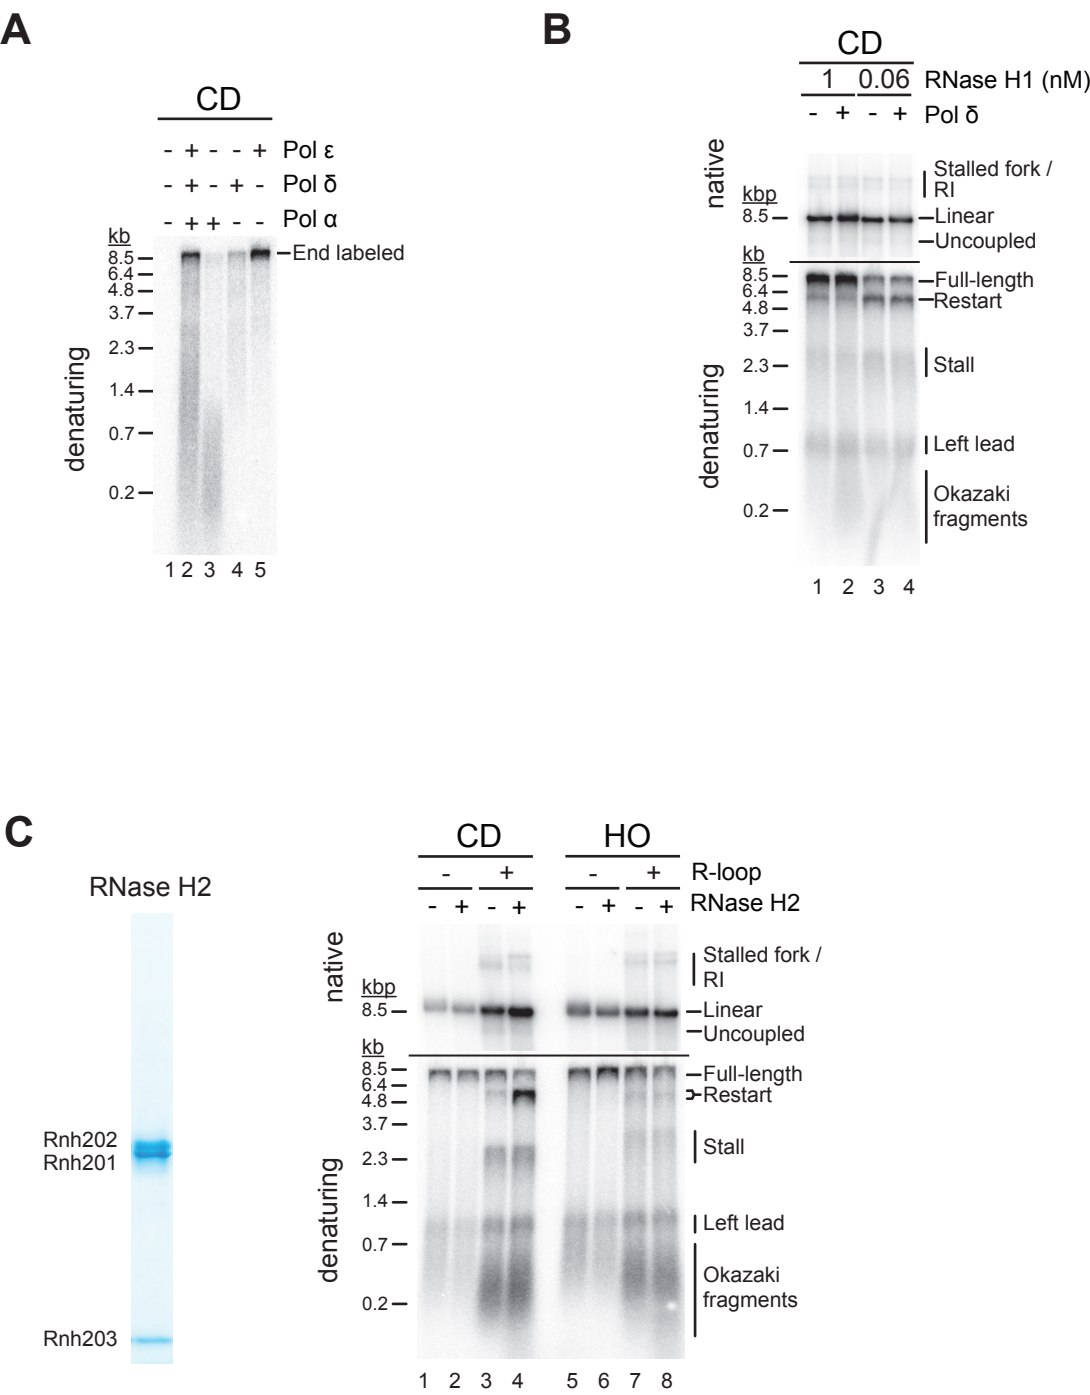 A
CD
- + - - + Pol ε
- + - + - Pol δ
- + + - - Pol α
kb
8.5
6.4
4.8
3.7
2.3
1.4
0.7
0.2
End labeled
denaturing
1 2 3 4 5
B
CD
1 0.06 RNase H1 (nM)
- + - + Pol δ
native
kbp
8.5
Stalled fork /
RI
Linear
Uncoupled
kb
8.5
6.4
4.8
3.7
2.3
1.4
0.7
0.2
denaturing
Full-length
Restart
Stall
Left lead
Okazaki
fragments
1 2 3 4
C
RNase H2
Rnh202
Rnh201
Rnh203
CD HO
- + - + R-loop
- + - + - + - + RNase H2
native
kbp
8.5
Stalled fork /
RI
Linear
Uncoupled
kb
8.5
6.4
4.8
3.7
2.3
1.4
0.7
0.2
denaturing
Full-length
Restart
Stall
Left lead
Okazaki
fragments
1 2 3 4 5 6 7 8